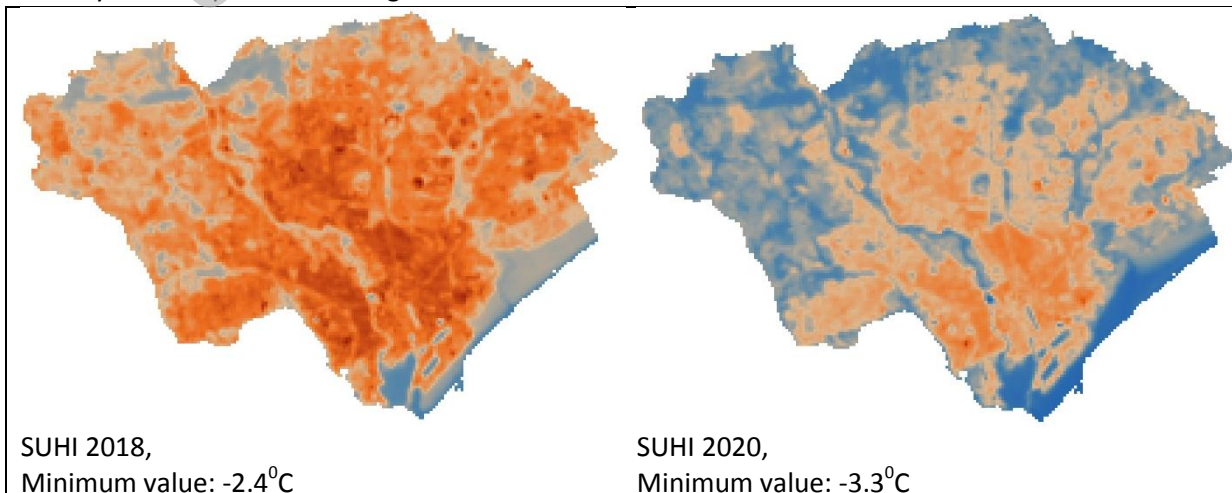 SUHI 2018,
Minimum value: -2.4⁰C
SUHI 2020,
Minimum value: -3.3⁰C